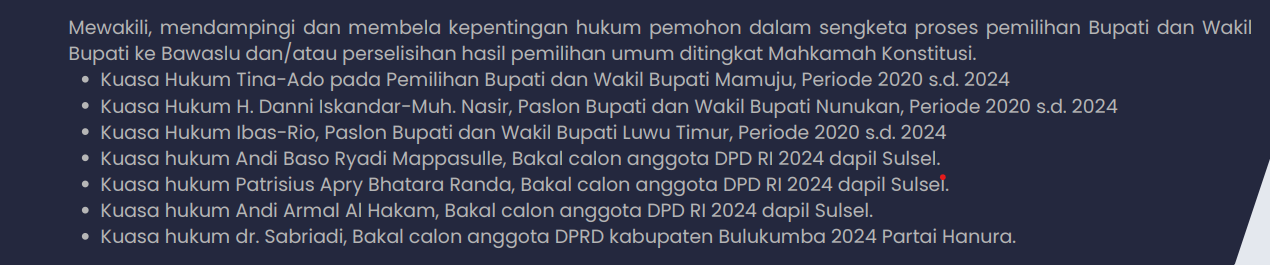 Mewakili, mendampingi dan membela kepentingan hukum pemohon dalam sengketa proses pemilihan Bupati dan Wakil
Bupati ke Bawaslu dan/atau perselisihan hasil pemilihan umum ditingkat Mahkamah Konstitusi.
• Kuasa Hukum Tina-Ado pada Pemilihan Bupati dan Wakil Bupati Mamuju, Periode 2020 s.d. 2024
• Kuasa Hukum H. Danni Iskandar-Muh. Nasir, Paslon Bupati dan Wakil Bupati Nunukan, Periode 2020 s.d. 2024
• Kuasa Hukum Ibas-Rio, Paslon Bupati dan Wakil Bupati Luwu Timur, Periode 2020 s.d. 2024
• Kuasa hukum Andi Baso Ryadi Mappasulle, Bakal calon anggota DPD RI 2024 dapil Sulsel.
• Kuasa hukum Patrisius Apry Bhatara Randa, Bakal calon anggota DPD RI 2024 dapil Sulsel.
• Kuasa hukum Andi Armal Al Hakam, Bakal calon anggota DPD RI 2024 dapil Sulsel.
• Kuasa hukum dr. Sabriadi, Bakal calon anggota DPRD kabupaten Bulukumba 2024 Partai Hanura.